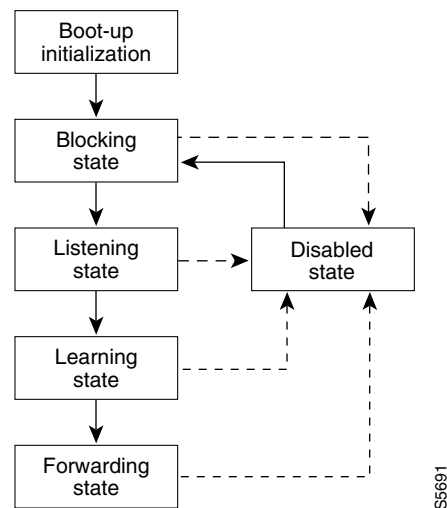 Boot-up
initialization
Blocking
state
Listening
state
Disabled
state
Learning
state
Forwarding
state
S5691